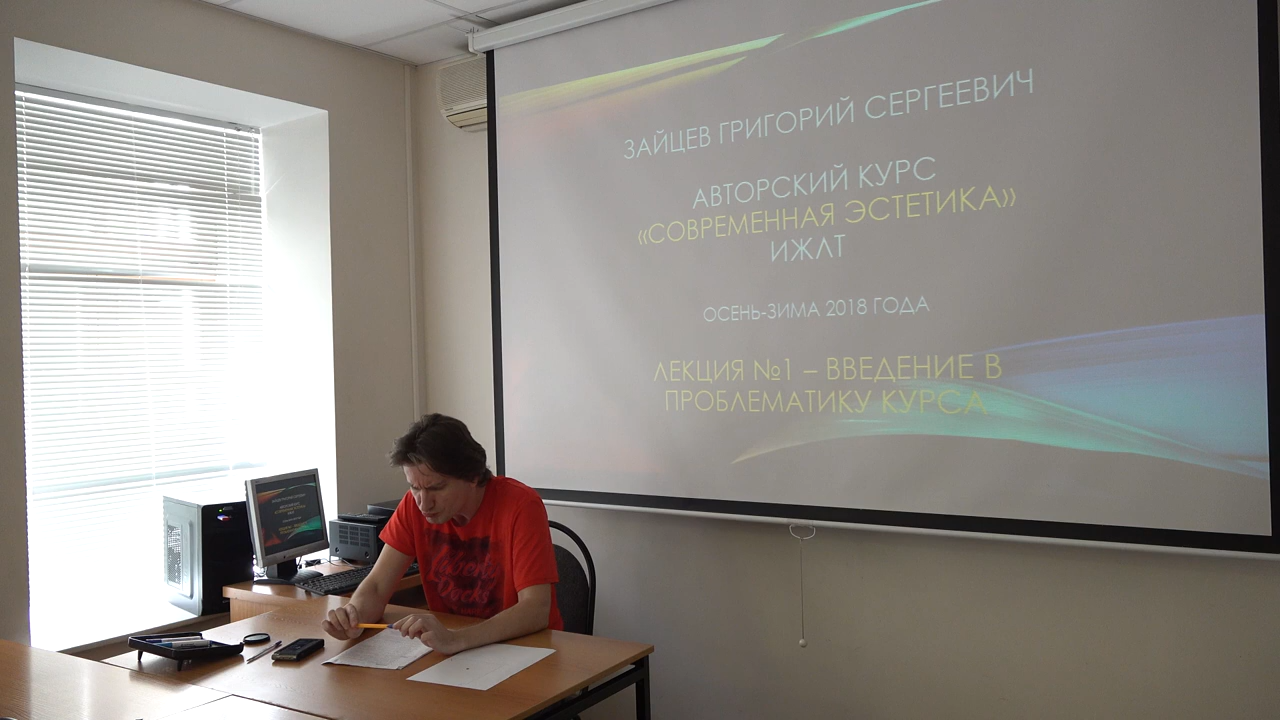 ЗАЙЦЕВ ГРИГОРИЙ СЕРГЕЕВИЧ
АВТОРСКИЙ КУРС
«СОВРЕМЕННАЯ ЭСТЕТИКА»
ИЖЛТ
ОСЕНЬ-ЗИМА 2018 ГОДА
ЛЕКЦИЯ №1 – ВВЕДЕНИЕ В
ПРОБЛЕМАТИКУ КУРСА